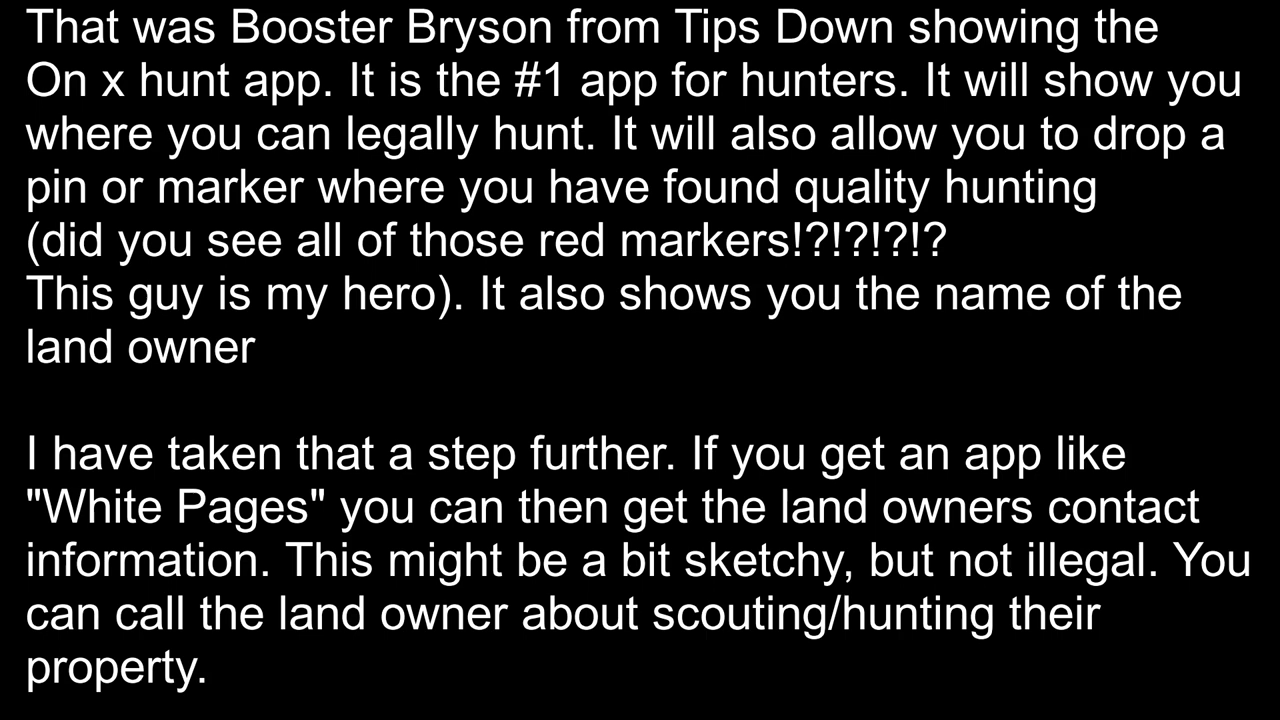 That was Booster Bryson from Tips Down showing the
On x hunt app. It is the #1 app for hunters. It will show you
where you can legally hunt. It will also allow you to drop a
pin or marker where you have found quality hunting
(did you see all of those red markers!?!?!?!?
This guy is my hero). It also shows you the name of the
land owner
I have taken that a step further. If you get an app like
"White Pages" you can then get the land owners contact
information. This might be a bit sketchy, but not illegal. You
can call the land owner about scouting/hunting their
property.